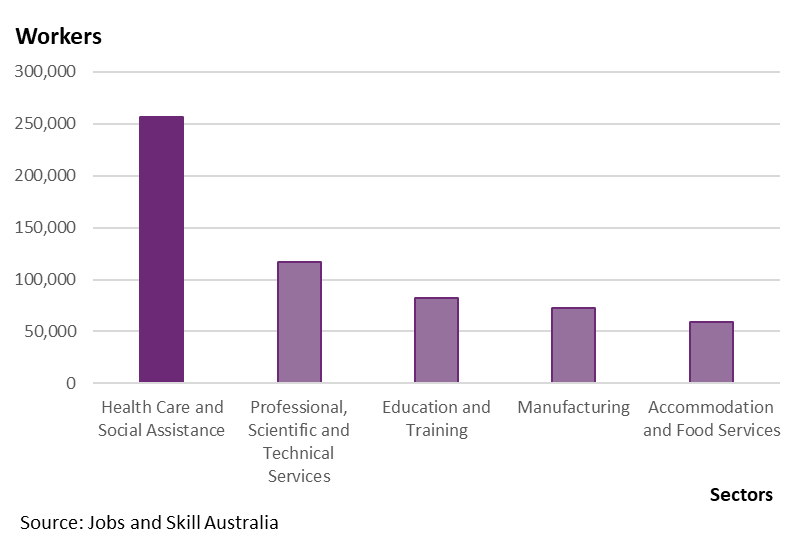 Workers
300,000
250,000
200,000
150,000
100,000
50,000
0
Health Care and
Social Assistance
Professional,
Scientific and
Technical
Services
Education and
Training
Manufacturing
Accommodation
and Food Services
Sectors
Source: Jobs and Skill Australia